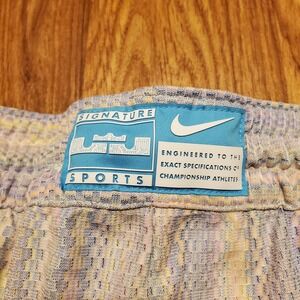 SIGNATURE
SPORTS
ENGINEERED TO THE
EXACT SPECIFICATIONS OF
CHAMPIONSHIP ATHLETES